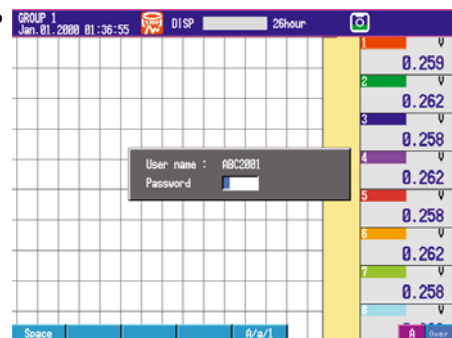 GROUP 1
Jan.01.2000 01:36:55
DISP 26hour
1 V
0.259
2 V
0.262
3 V
0.258
4 V
0.262
5 V
0.258
6 V
0.262
7 V
0.258
8 V
User name : ABC2001
Password
Space A/a/1 A Over